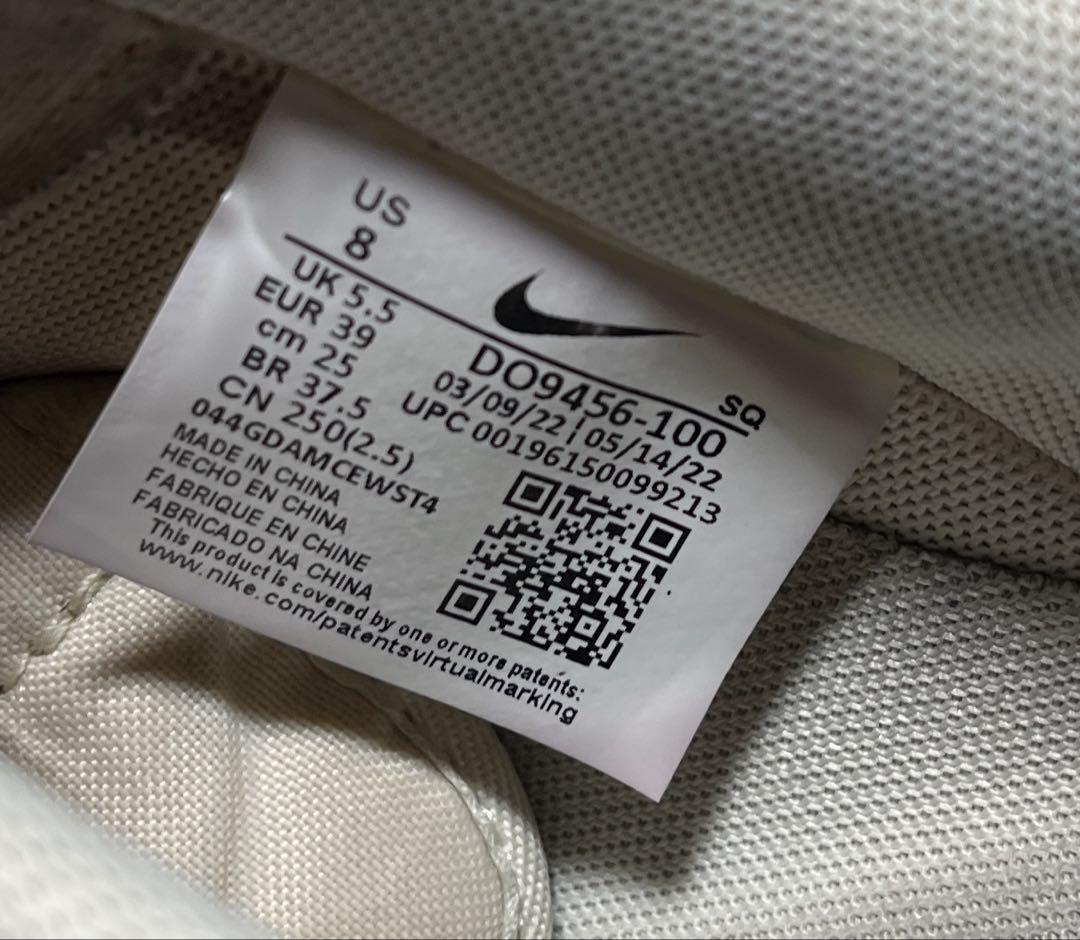 US
8
UK 5.5
EUR 39
cm 25
BR 37.5
CN 250(2.5)
044GDAMCEWST4
MADE IN CHINA
HECHO EN CHINA
FABRIQUE EN CHINE
FABRICADO NA CHINA
This product is covered by one or more patents:
www.nike.com/patentsvirtualmarking
SQ
DO9456-100
03/09/22 | 05/14/22
UPC 00196150099213